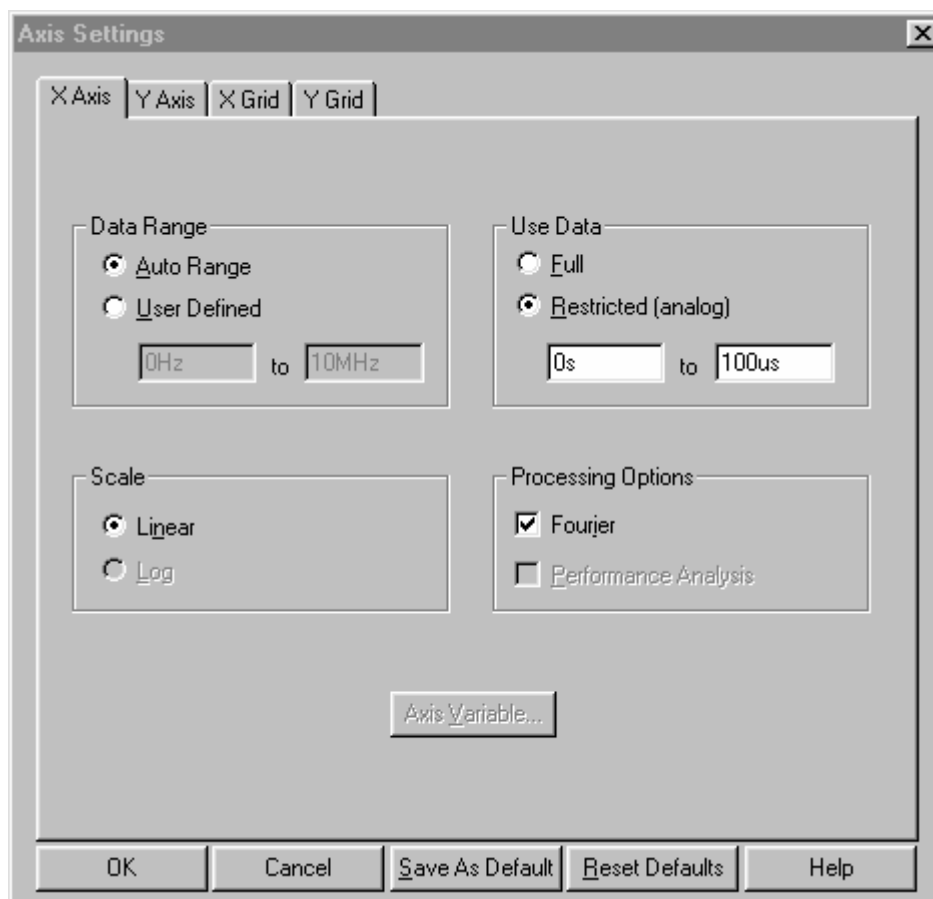 Axis Settings
X Axis
Y Axis
X Grid
Y Grid
Data Range
Auto Range
User Defined
0Hz to 10MHz
Use Data
Full
Restricted (analog)
0s to 100us
Scale
Linear
Log
Processing Options
Fourier
Performance Analysis
Axis Variable...
OK
Cancel
Save As Default
Reset Defaults
Help